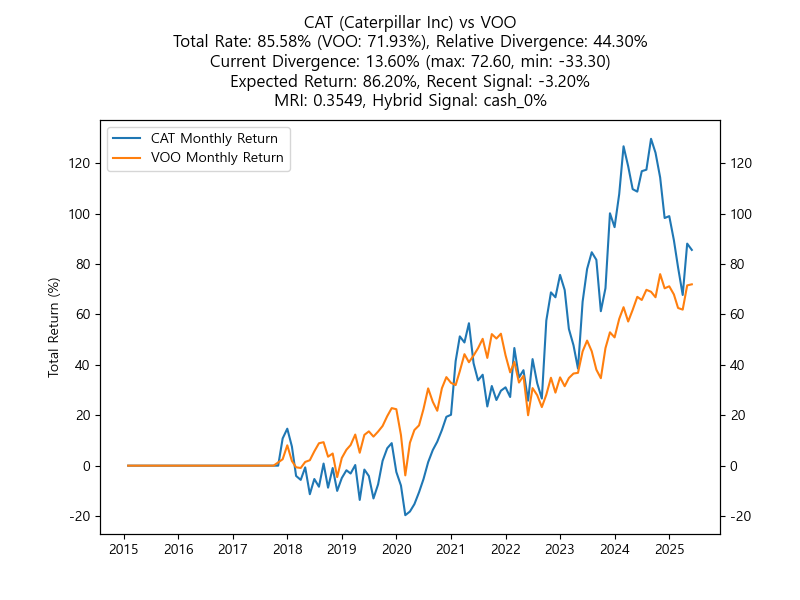 CAT (Caterpillar Inc) vs VOO
Total Rate: 85.58% (VOO: 71.93%), Relative Divergence: 44.30%
Current Divergence: 13.60% (max: 72.60, min: -33.30)
Expected Return: 86.20%, Recent Signal: -3.20%
MRI: 0.3549, Hybrid Signal: cash_0%
CAT Monthly Return
VOO Monthly Return
Total Return (%)
120
100
80
60
40
20
0
-20
120
100
80
60
40
20
0
-20
2015 2016 2017 2018 2019 2020 2021 2022 2023 2024 2025